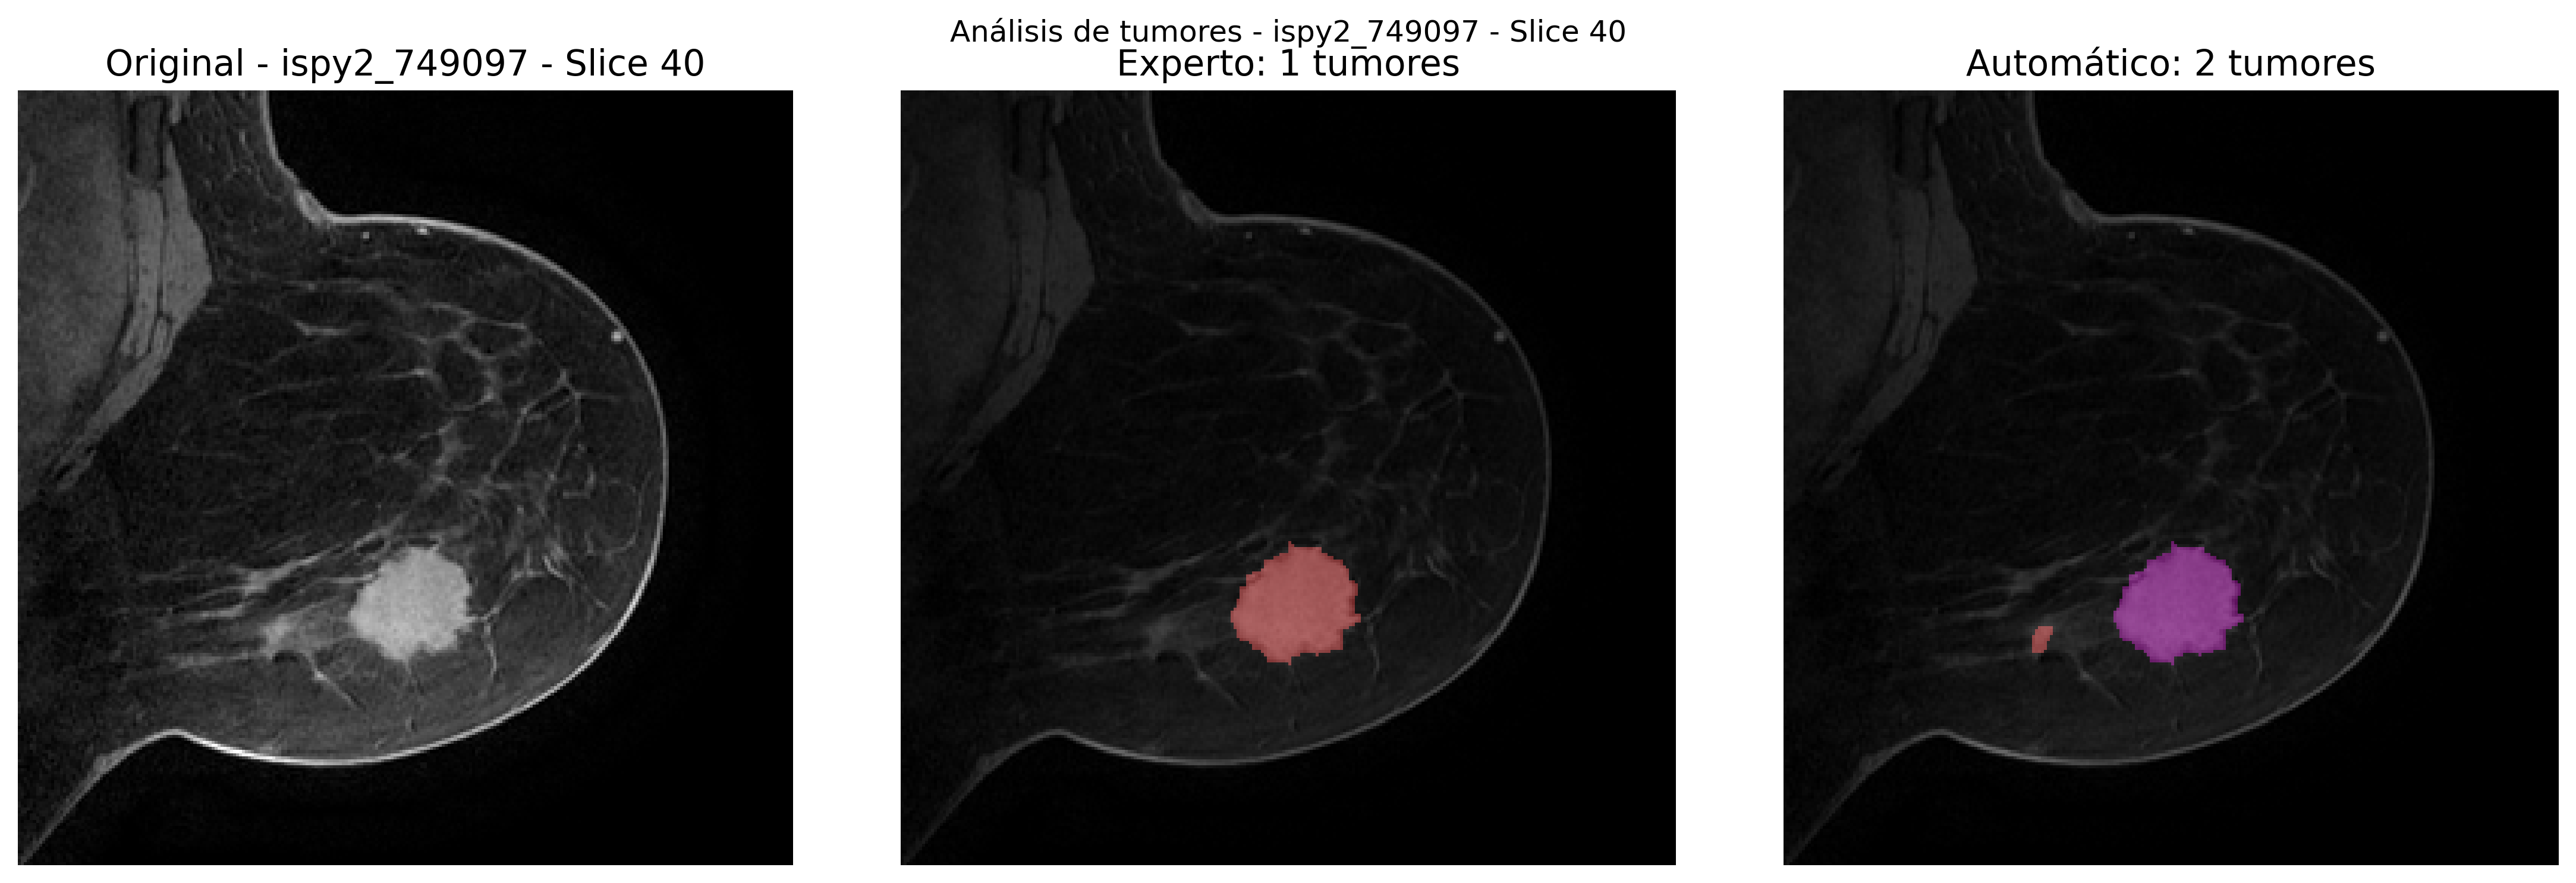 Análisis de tumores - ispy2_749097 - Slice 40
Original - ispy2_749097 - Slice 40
Experto: 1 tumores
Automático: 2 tumores